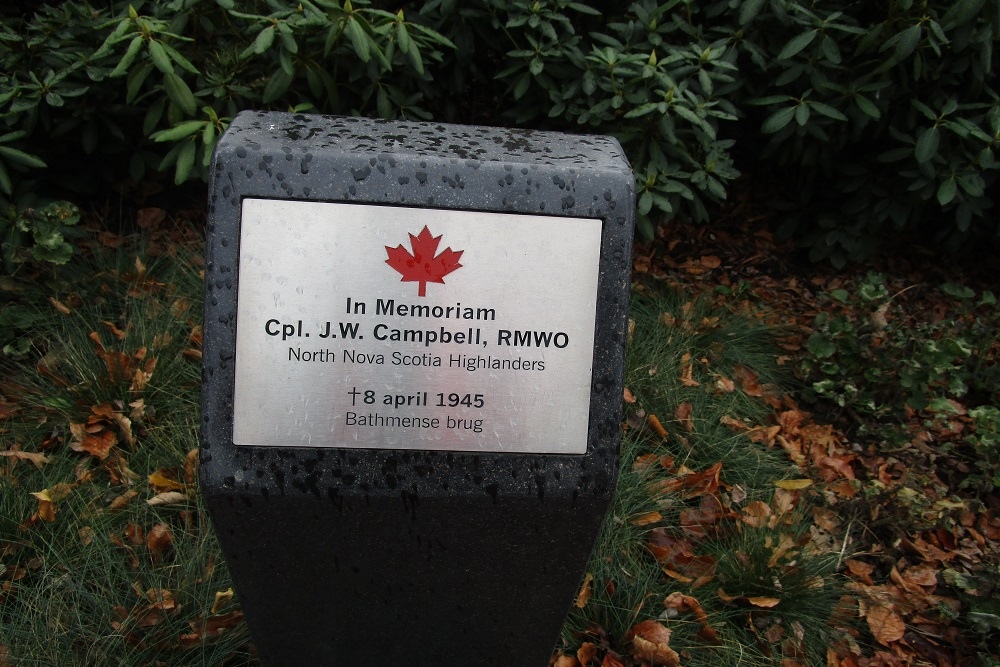 In Memoriam
Cpl. J.W. Campbell, RMWO
North Nova Scotia Highlanders
†8 april 1945
Bathmense brug